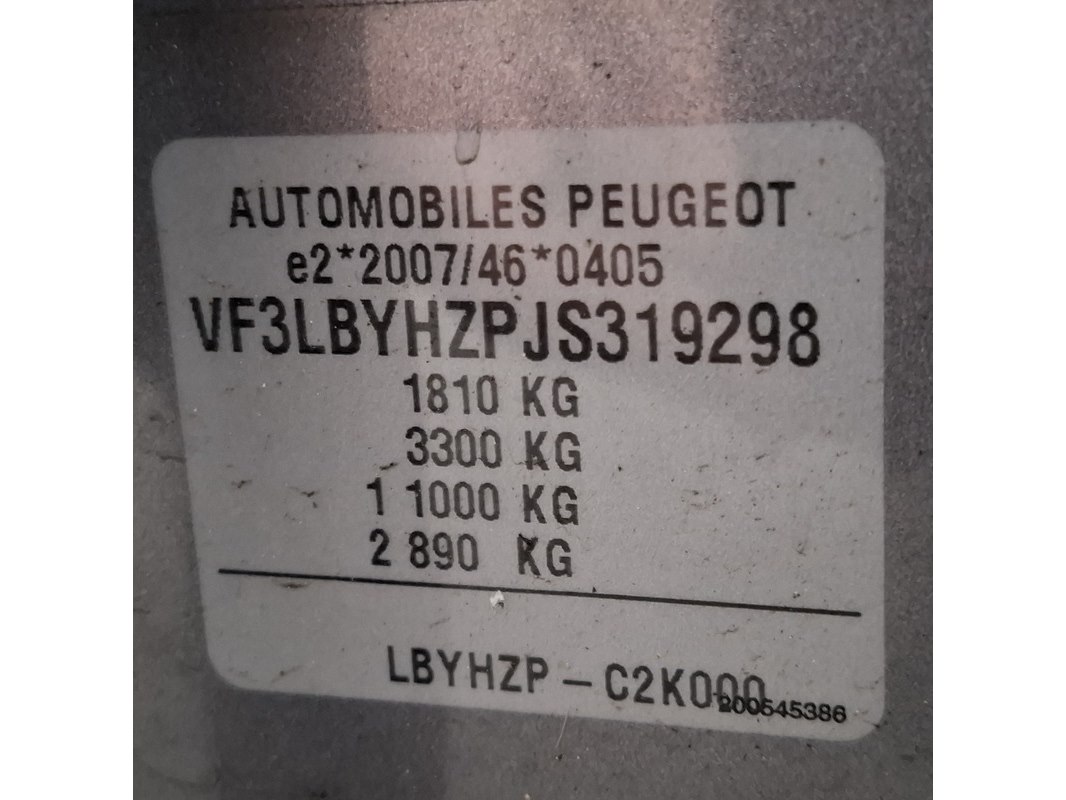 AUTOMOBILES PEUGEOT
e2*2007/46*0405
VF3LBYHZPJS319298
1810 KG
3300 KG
1 1000 KG
2 890 KG
LBYHZP – C2K000
200545386